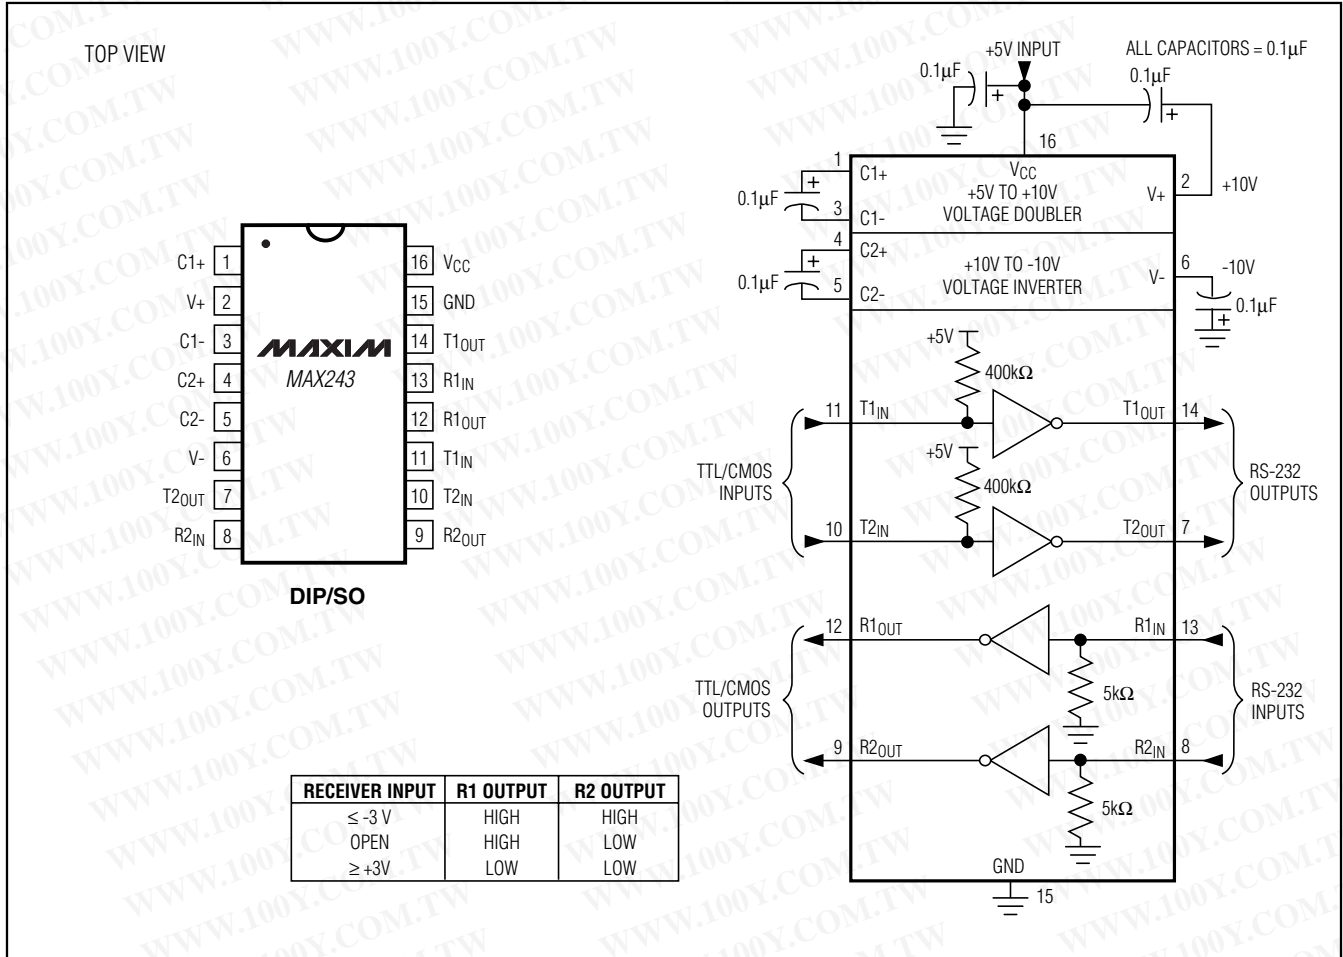 TOP VIEW
C1+ 1
V+ 2
C1- 3
C2+ 4
C2- 5
V- 6
T2OUT 7
R2IN 8
16 VCC
15 GND
14 T1OUT
13 R1IN
12 R1OUT
11 T1IN
10 T2IN
9 R2OUT
MAXIM
MAX243
DIP/SO
RECEIVER INPUT R1 OUTPUT R2 OUTPUT
≤ -3 V HIGH HIGH
OPEN HIGH LOW
≥ +3V LOW LOW
+5V INPUT
ALL CAPACITORS = 0.1μF
0.1μF
+
0.1μF
+
16
VCC
1
C1+
+5V TO +10V
VOLTAGE DOUBLER
V+
2
+10V
0.1μF
+
3
C1-
4
C2+
+10V TO -10V
VOLTAGE INVERTER
V-
6
-10V
0.1μF
+
5
C2-
0.1μF
+
+5V
400kΩ
11 T1IN
T1OUT 14
+5V
400kΩ
TTL/CMOS
INPUTS
RS-232
OUTPUTS
10 T2IN
T2OUT 7
12 R1OUT
R1IN 13
5kΩ
TTL/CMOS
OUTPUTS
RS-232
INPUTS
9 R2OUT
R2IN 8
5kΩ
GND
15
WWW.100Y.COM.TW